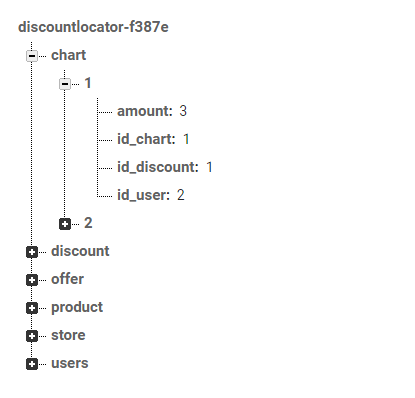 discountlocator-f387e
chart
1
amount: 3
id_chart: 1
id_discount: 1
id_user: 2
2
discount
offer
product
store
users